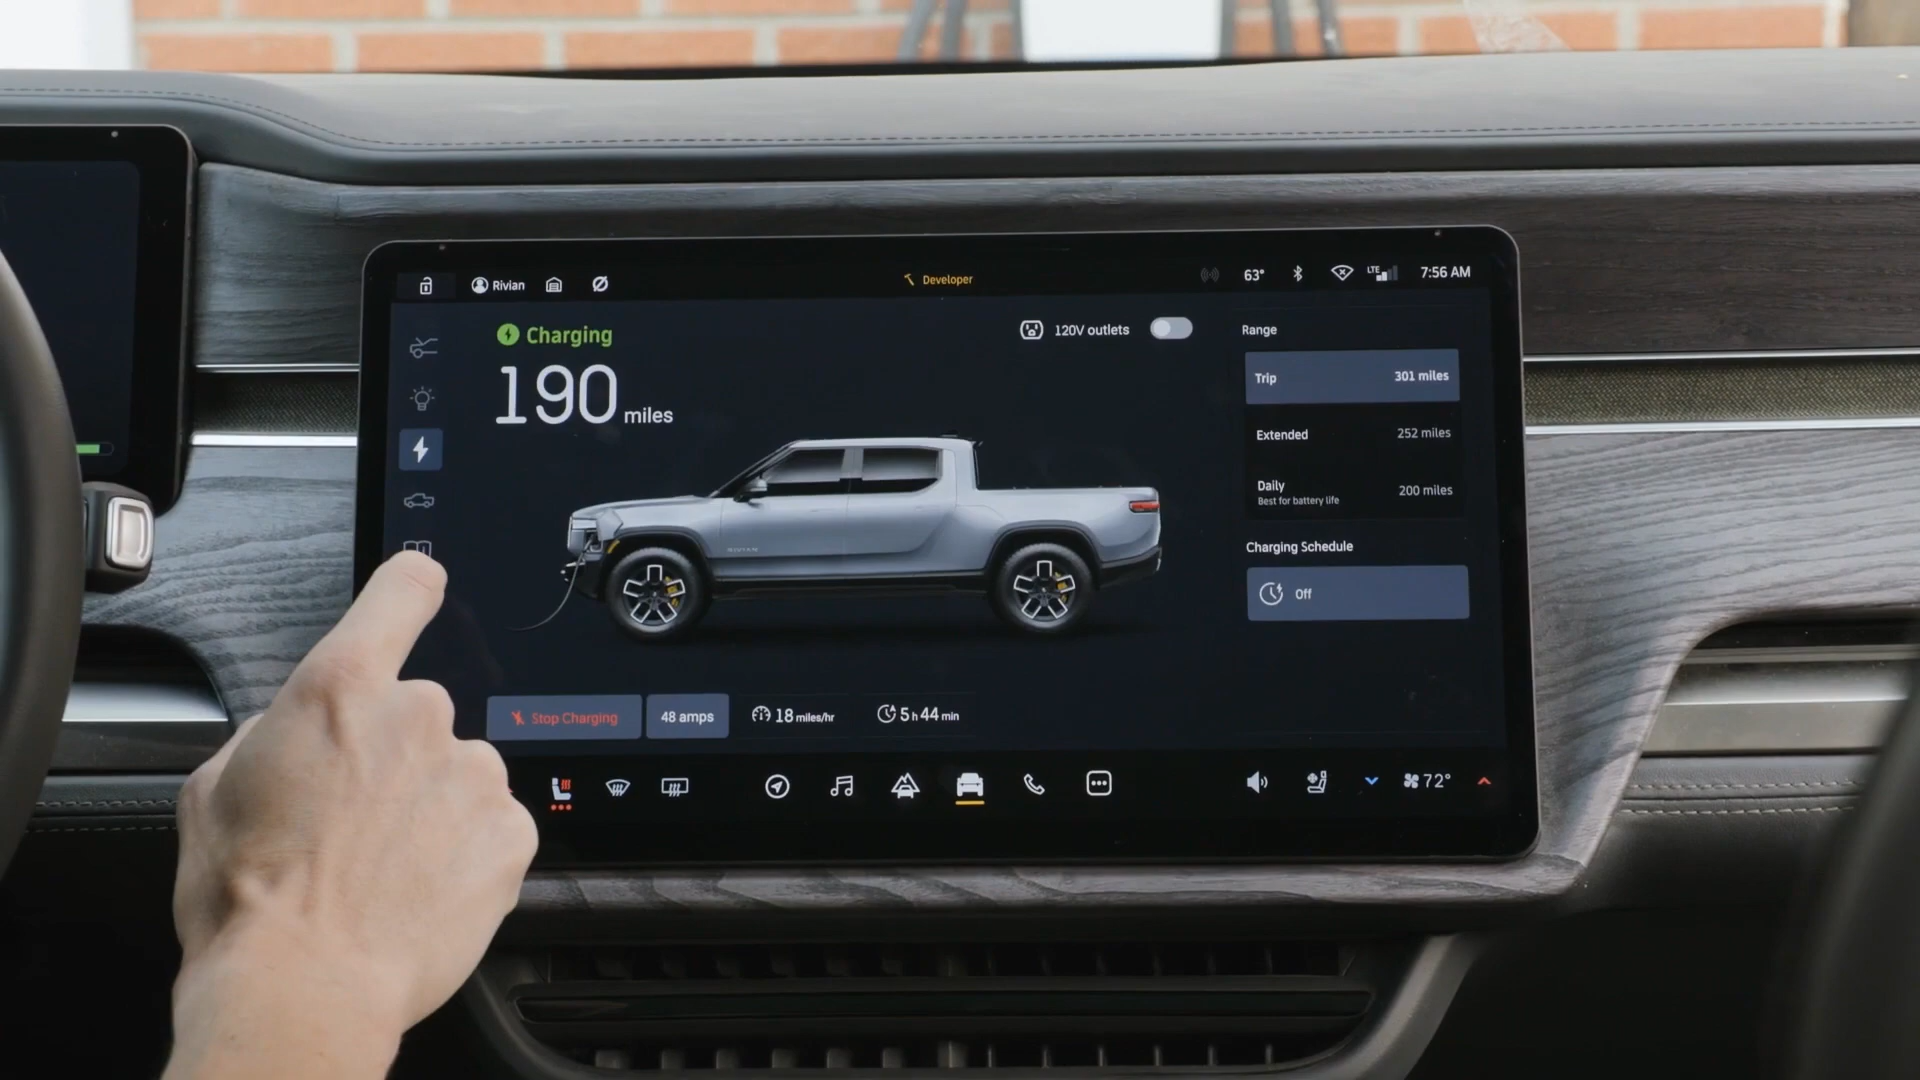 Rivian
Developer
63°
LTE
7:56 AM
Charging
190 miles
120V outlets
Range
Trip
301 miles
Extended
252 miles
Daily
200 miles
Best for battery life
Charging Schedule
Off
RIVIAN
Stop Charging
48 amps
18 miles/hr
5 h 44 min
72°